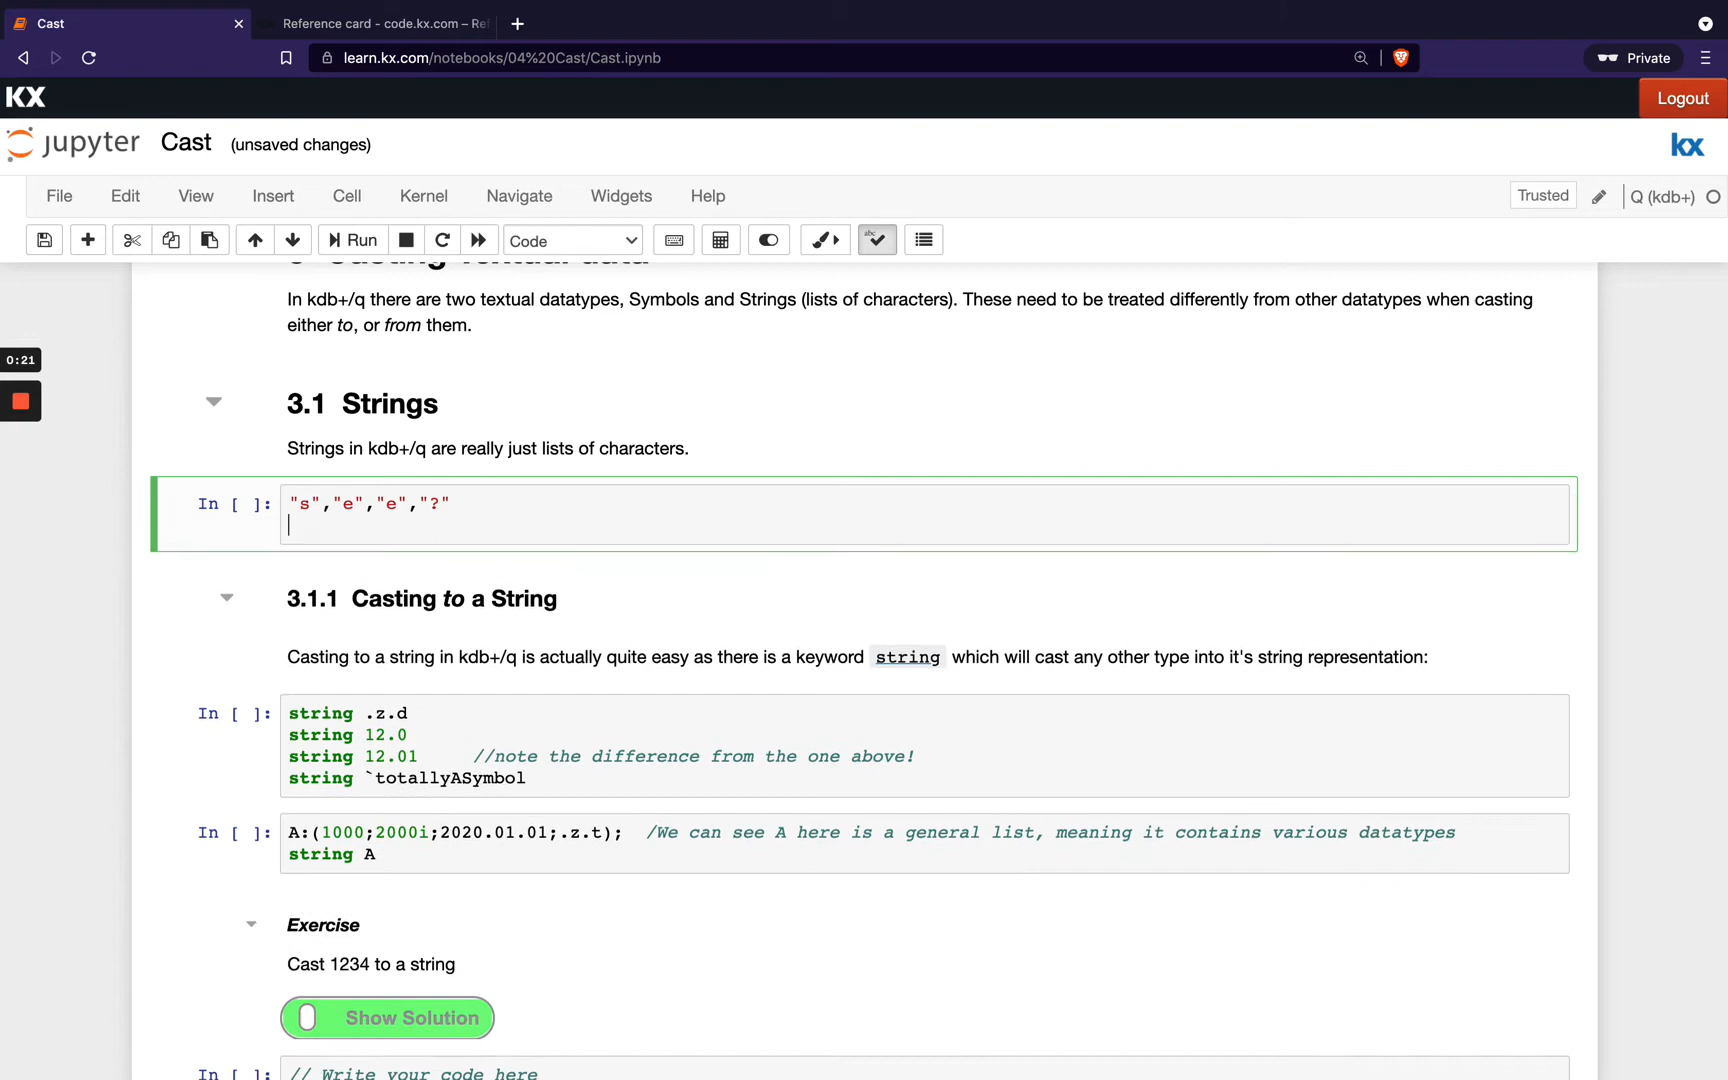 Cast
Reference card - code.kx.com – Re
learn.kx.com/notebooks/04%20Cast/Cast.ipynb
Private
KX
Logout
jupyter Cast (unsaved changes)
kx
File Edit View Insert Cell Kernel Navigate Widgets Help
Trusted Q (kdb+)
Run Code abc
In kdb+/q there are two textual datatypes, Symbols and Strings (lists of characters). These need to be treated differently from other datatypes when casting
either to, or from them.
0:21
3.1 Strings
Strings in kdb+/q are really just lists of characters.
In [ ]: "s","e","e","?"
3.1.1 Casting to a String
Casting to a string in kdb+/q is actually quite easy as there is a keyword string which will cast any other type into it's string representation:
In [ ]: string .z.d
string 12.0
string 12.01 //note the difference from the one above!
string `totallyASymbol
In [ ]: A:(1000;2000i;2020.01.01;.z.t); /We can see A here is a general list, meaning it contains various datatypes
string A
Exercise
Cast 1234 to a string
Show Solution
In [ ]: // Write your code here